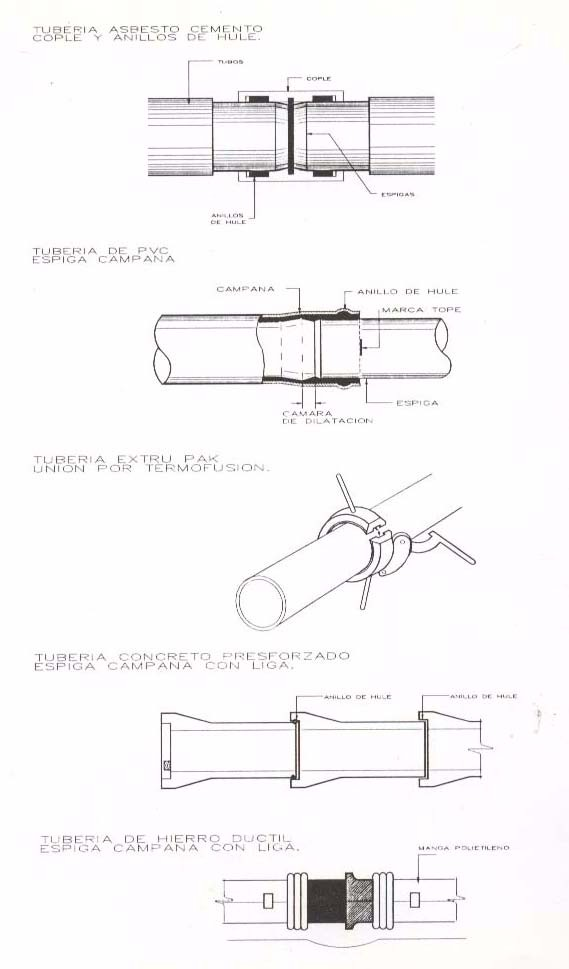 TUBERIA ASBESTO CEMENTO
COPLE Y ANILLOS DE HULE.
TUBOS
COPLE
ESPIGAS
ANILLOS
DE HULE
TUBERIA DE PVC
ESPIGA CAMPANA
CAMPANA
ANILLO DE HULE
MARCA TOPE
ESPIGA
CAMARA
DE DILATACION
TUBERIA EXTRU PAK
UNION POR TERMOFUSION.
TUBERIA CONCRETO PRESFORZADO
ESPIGA CAMPANA CON LIGA.
ANILLO DE HULE
ANILLO DE HULE
TUBERIA DE HIERRO DUCTIL
ESPIGA CAMPANA CON LIGA.
MANGA POLIETILENO